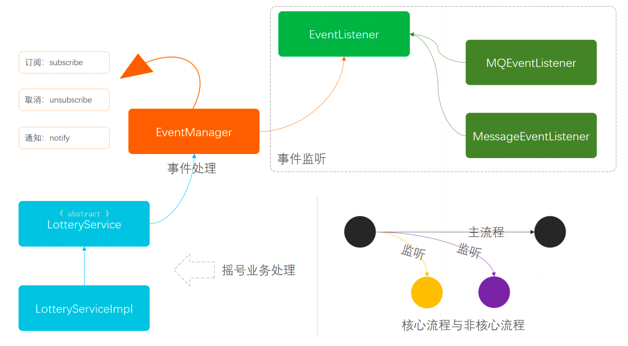 订阅：subscribe
取消：unsubscribe
通知：notify
EventManager
事件处理
EventListener
MQEventListener
MessageEventListener
事件监听
《 abstract 》
LotteryService
LotteryServiceImpl
摇号业务处理
主流程
监听
监听
核心流程与非核心流程